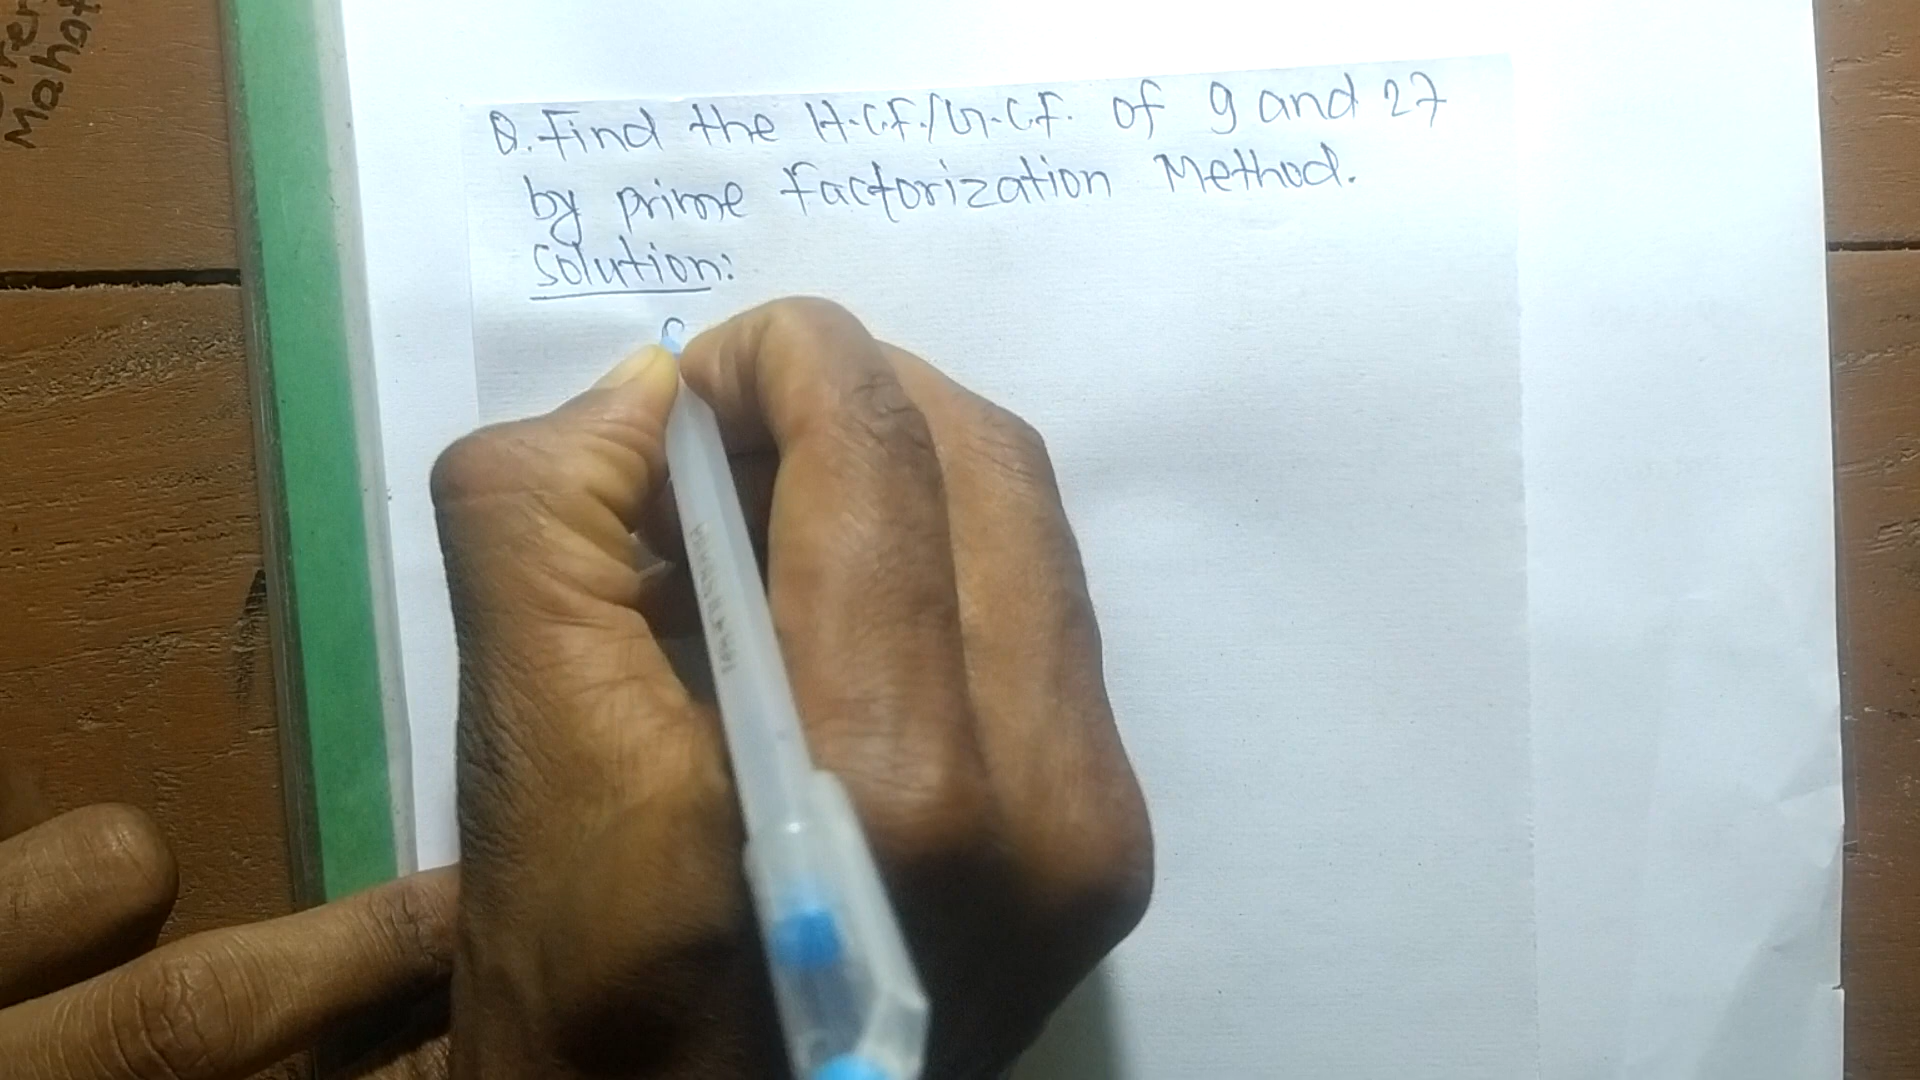 Q. Find the H.C.F./G.C.F. of 9 and 27
by prime factorization Method.
Solution: